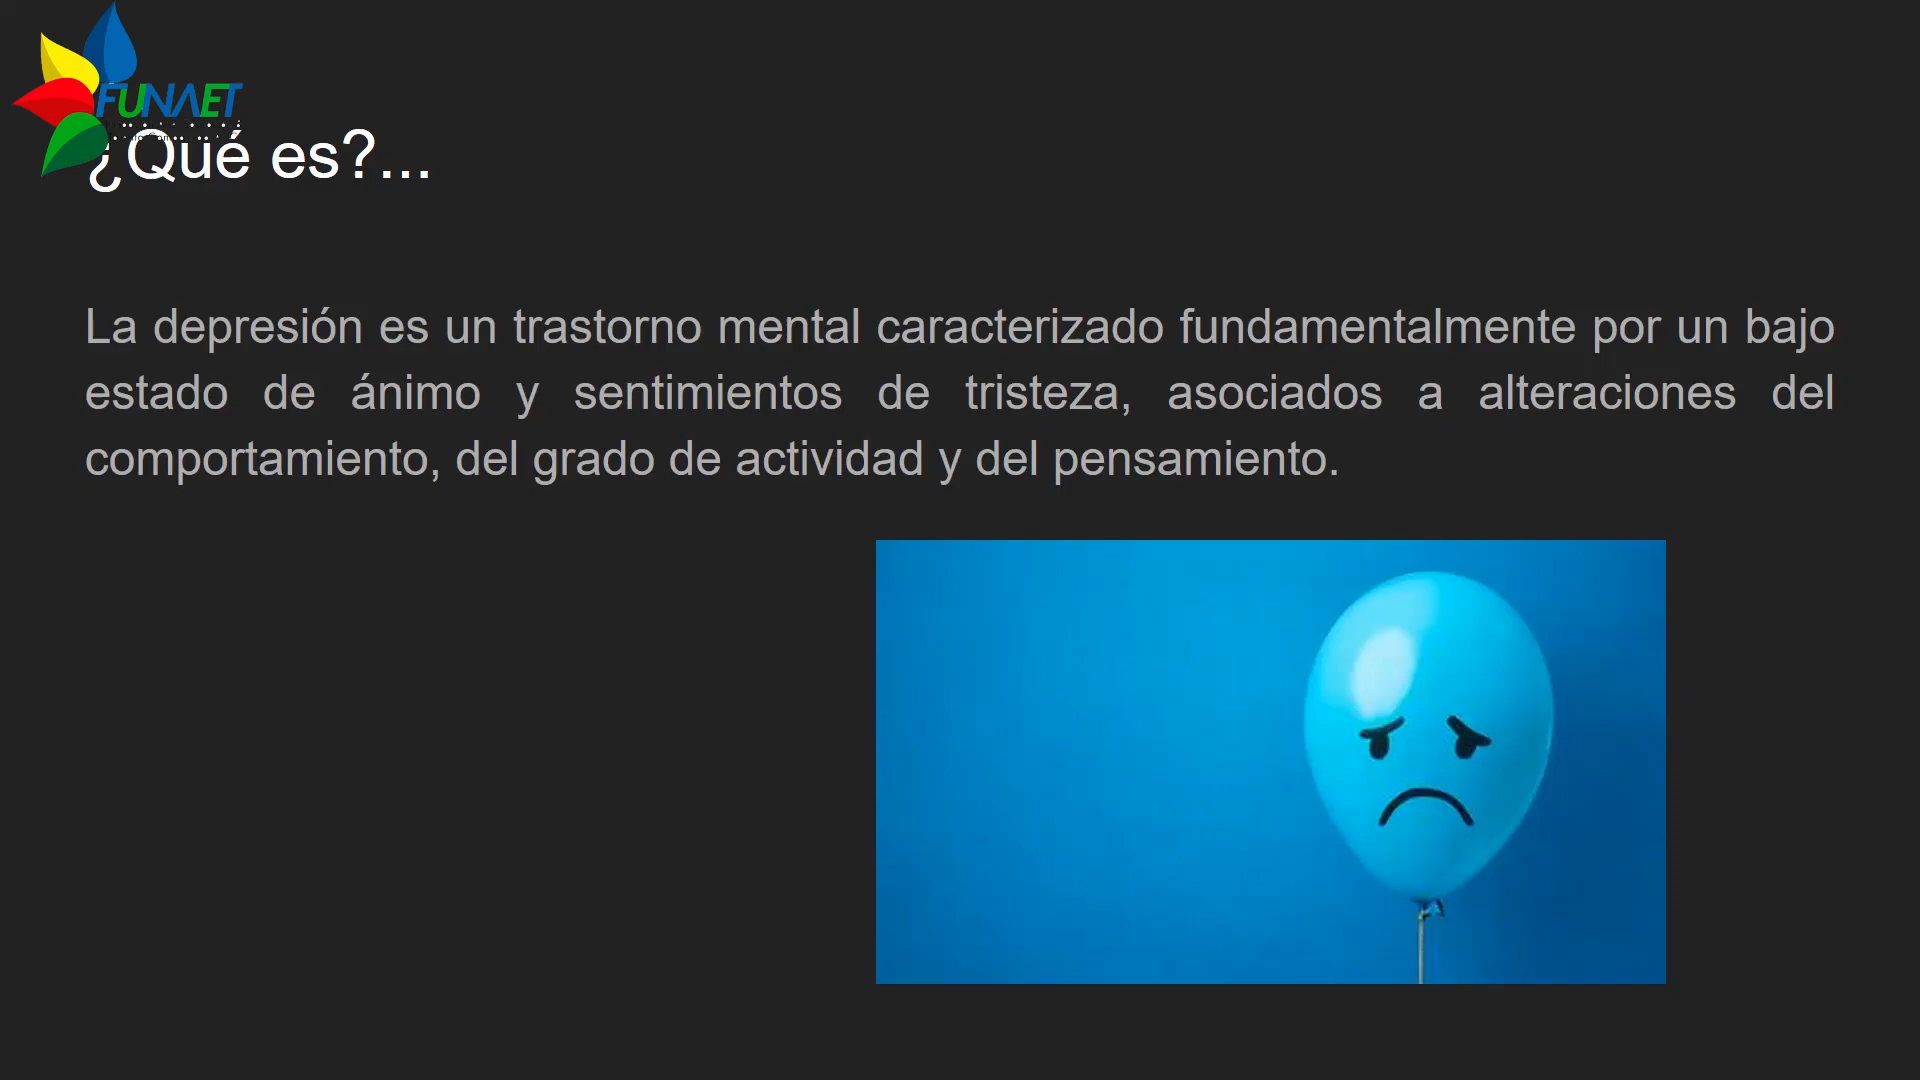 FUNAET
¿Qué es?...
La depresión es un trastorno mental caracterizado fundamentalmente por un bajo
estado de ánimo y sentimientos de tristeza, asociados a alteraciones del
comportamiento, del grado de actividad y del pensamiento.